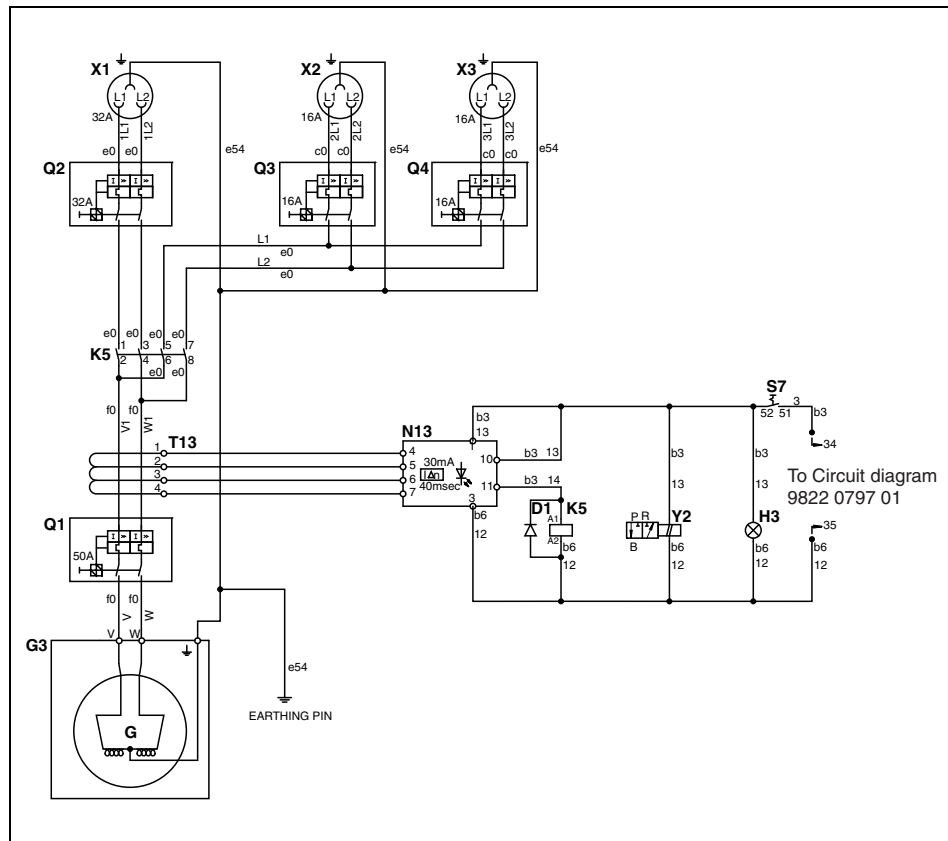 X1 X2 X3
L1 L2 L1 L2 L1 L2
32A 16A 16A
1L1 1L2 2L1 2L2 3L1 3L2
e0 e0 e54 c0 c0 e54 c0 c0 e54
Q2 Q3 Q4
I » I » I » I » I » I »
32A 16A 16A
L1
e0
L2
e0
e0 e0 e0 e0
1 3 5 7
K5
2 4 6 8
e0 e0
f0 f0
V1 W1
S7
3
52 51
b3
34
N13
b3
13
b3 13
b3
13
b3
13
T13
1 4 10
2 5 30mA
3 6 I∆n 11
4 7 40msec
b3 14
3
b6
12
D1 K5
A1
A2
b6
12
P R
B
Y2
b6
12
H3
b6
12
To Circuit diagram
9822 0797 01
35
b6
12
Q1
I » I »
50A
f0 f0
V W
G3
V W
e54
EARTHING PIN
G